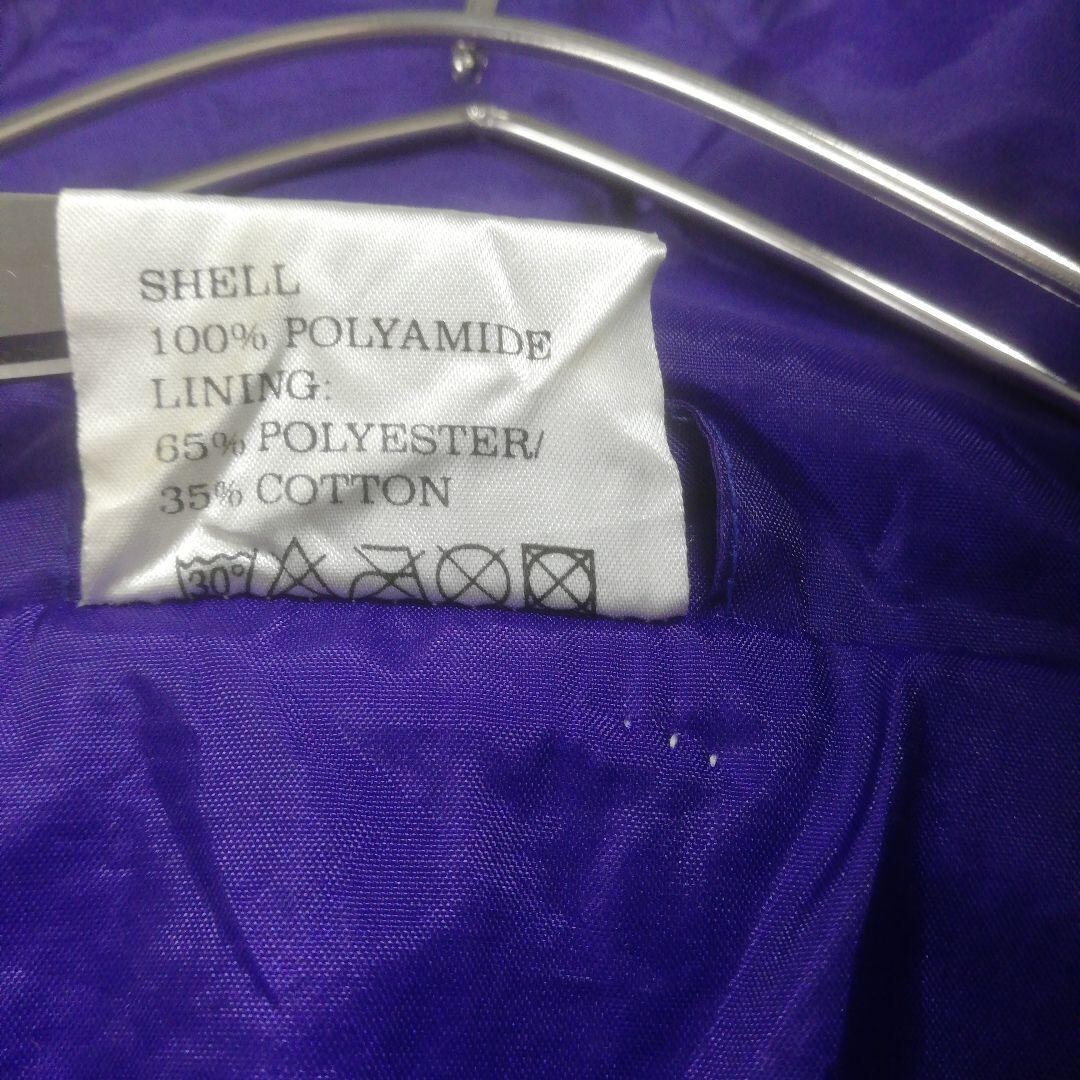 SHELL
100% POLYAMIDE
LINING:
65% POLYESTER/
35% COTTON
30°